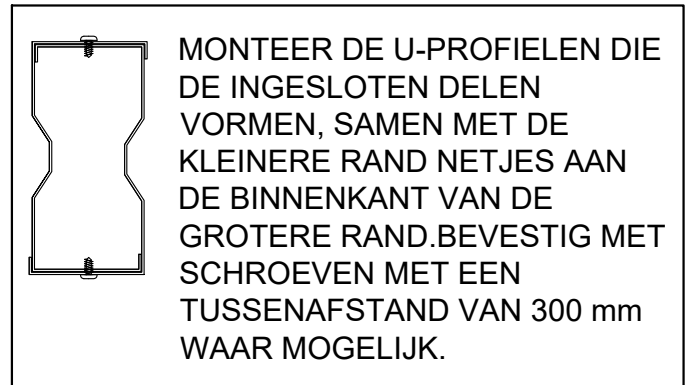 MONTEER DE U-PROFIELEN DIE
DE INGESLOTEN DELEN
VORMEN, SAMEN MET DE
KLEINERE RAND NETJES AAN
DE BINNENKANT VAN DE
GROTERE RAND.BEVESTIG MET
SCHROEVEN MET EEN
TUSSENAFSTAND VAN 300 mm
WAAR MOGELIJK.